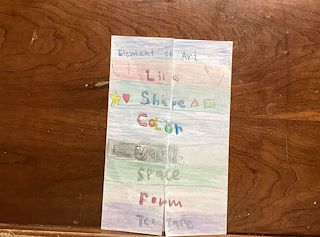 Element of Art
Line
Shape
Color
Value
Space
Form
Texture